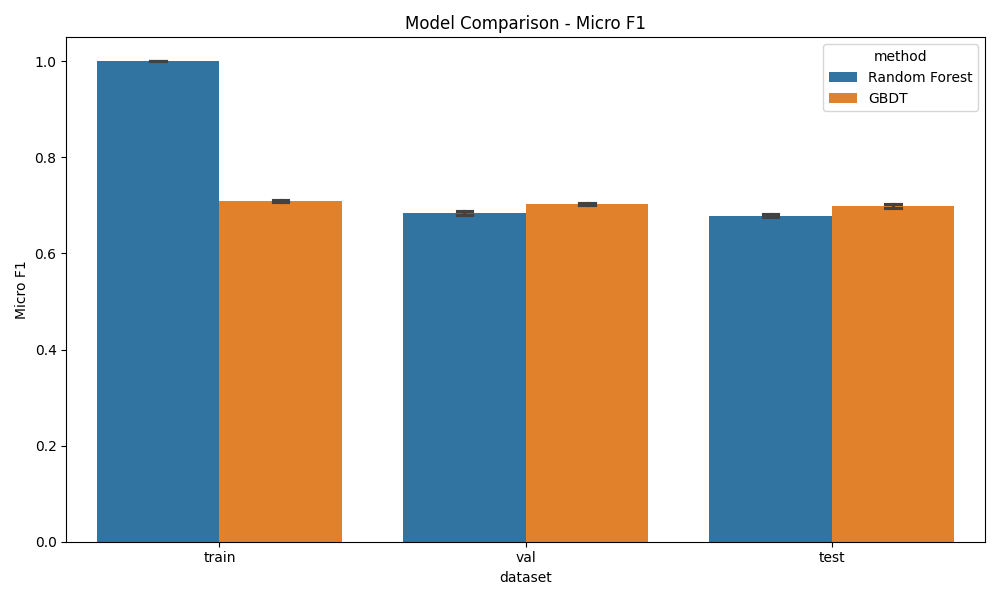 Model Comparison - Micro F1
method
Random Forest
GBDT
Micro F1
1.0
0.8
0.6
0.4
0.2
0.0
train
val
test
dataset